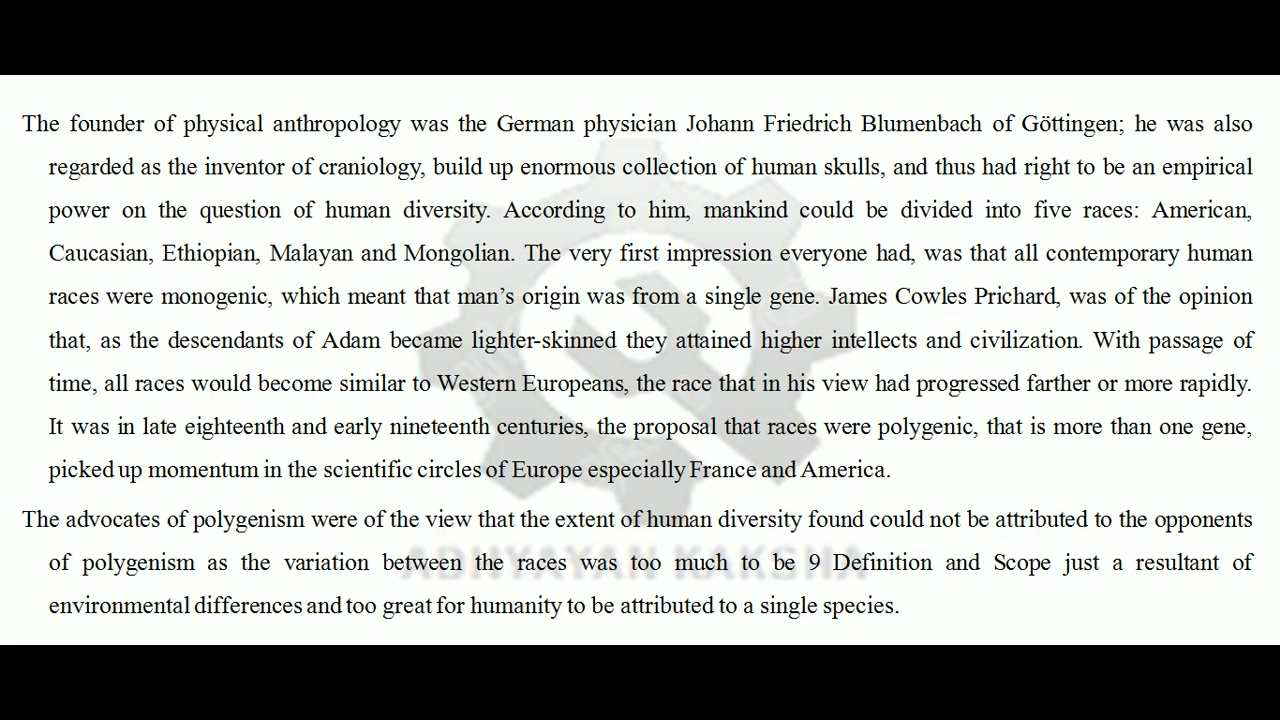 The founder of physical anthropology was the German physician Johann Friedrich Blumenbach of Göttingen; he was also
regarded as the inventor of craniology, build up enormous collection of human skulls, and thus had right to be an empirical
power on the question of human diversity. According to him, mankind could be divided into five races: American,
Caucasian, Ethiopian, Malayan and Mongolian. The very first impression everyone had, was that all contemporary human
races were monogenic, which meant that man’s origin was from a single gene. James Cowles Prichard, was of the opinion
that, as the descendants of Adam became lighter-skinned they attained higher intellects and civilization. With passage of
time, all races would become similar to Western Europeans, the race that in his view had progressed farther or more rapidly.
It was in late eighteenth and early nineteenth centuries, the proposal that races were polygenic, that is more than one gene,
picked up momentum in the scientific circles of Europe especially France and America.
The advocates of polygenism were of the view that the extent of human diversity found could not be attributed to the opponents
of polygenism as the variation between the races was too much to be 9 Definition and Scope just a resultant of
environmental differences and too great for humanity to be attributed to a single species.
ADHYAYAN KAKSHA